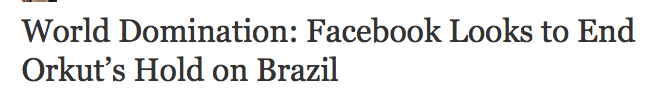 World Domination: Facebook Looks to End
Orkut’s Hold on Brazil